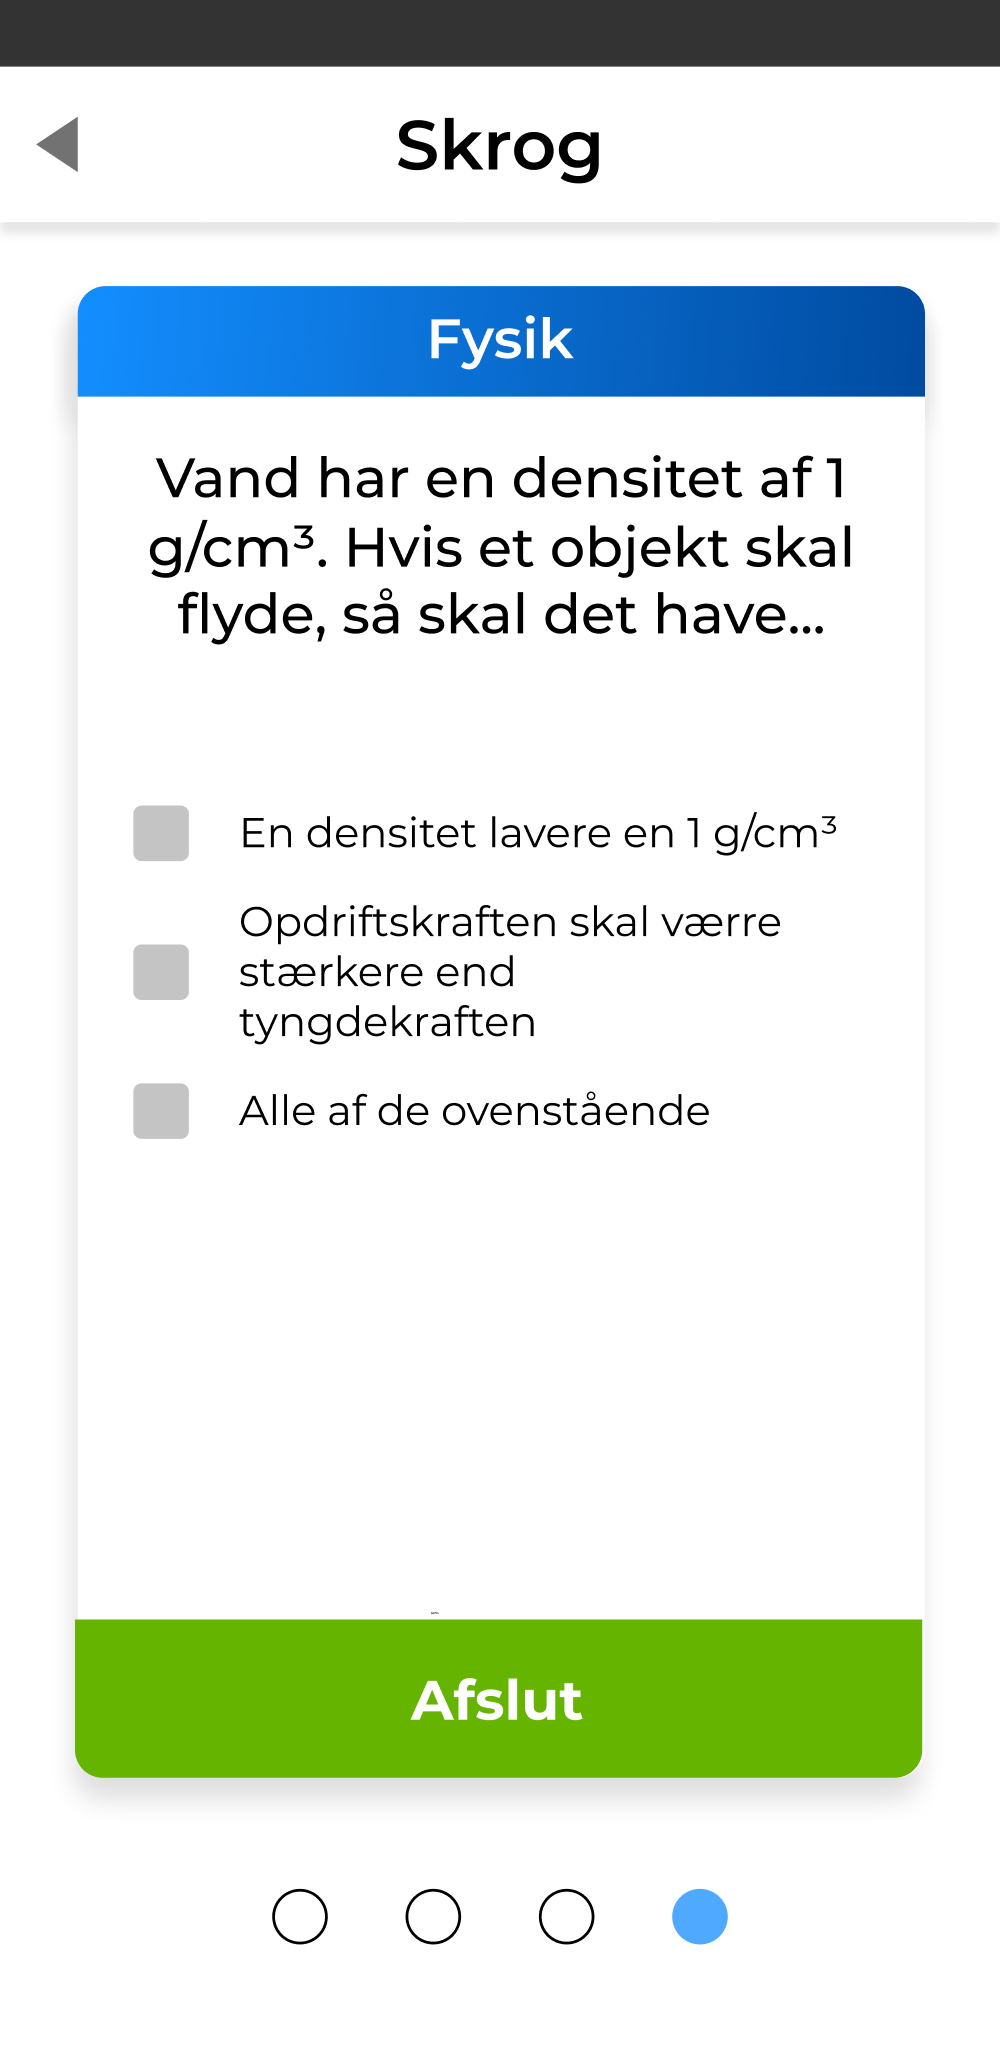 Skrog
Fysik
Vand har en densitet af 1
g/cm³. Hvis et objekt skal
flyde, så skal det have...
En densitet lavere en 1 g/cm³
Opdriftskraften skal værre
stærkere end
tyngdekraften
Alle af de ovenstående
Afslut